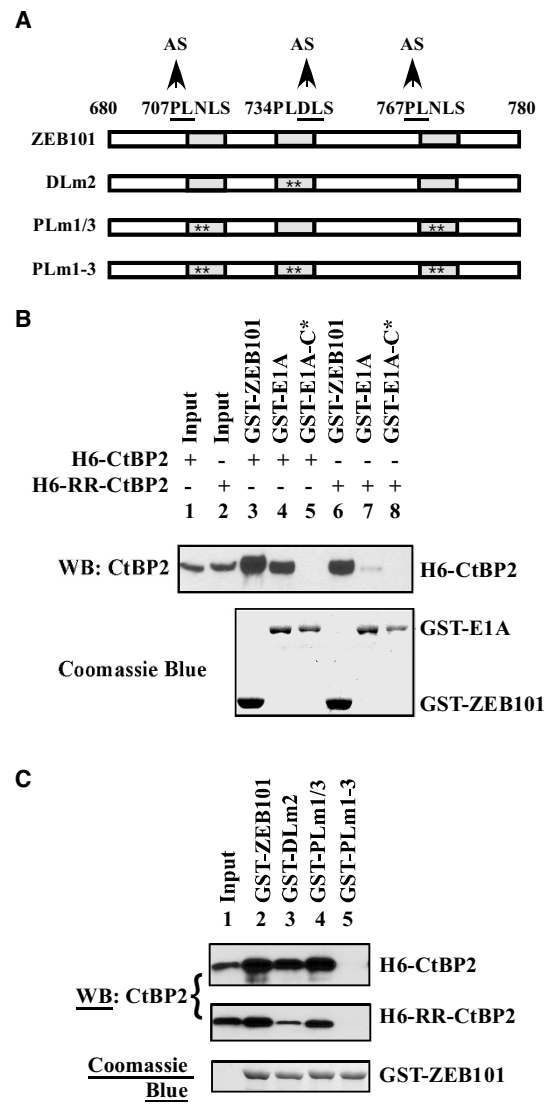 A
AS AS AS
680 707PLNLS 734PLDLS 767PLNLS 780
ZEB101
DLm2 **
PLm1/3 ** **
PLm1-3 ** ** **
B
Input Input GST-ZEB101 GST-E1A GST-E1A-C* GST-ZEB101 GST-E1A GST-E1A-C*
H6-CtBP2 + - + + + - - -
H6-RR-CtBP2 - + - - - + + +
1 2 3 4 5 6 7 8
WB: CtBP2 H6-CtBP2
GST-E1A
Coomassie Blue
GST-ZEB101
C
Input GST-ZEB101 GST-DLm2 GST-PLm1/3 GST-PLm1-3
1 2 3 4 5
H6-CtBP2
WB: CtBP2 {
H6-RR-CtBP2
Coomassie GST-ZEB101
Blue